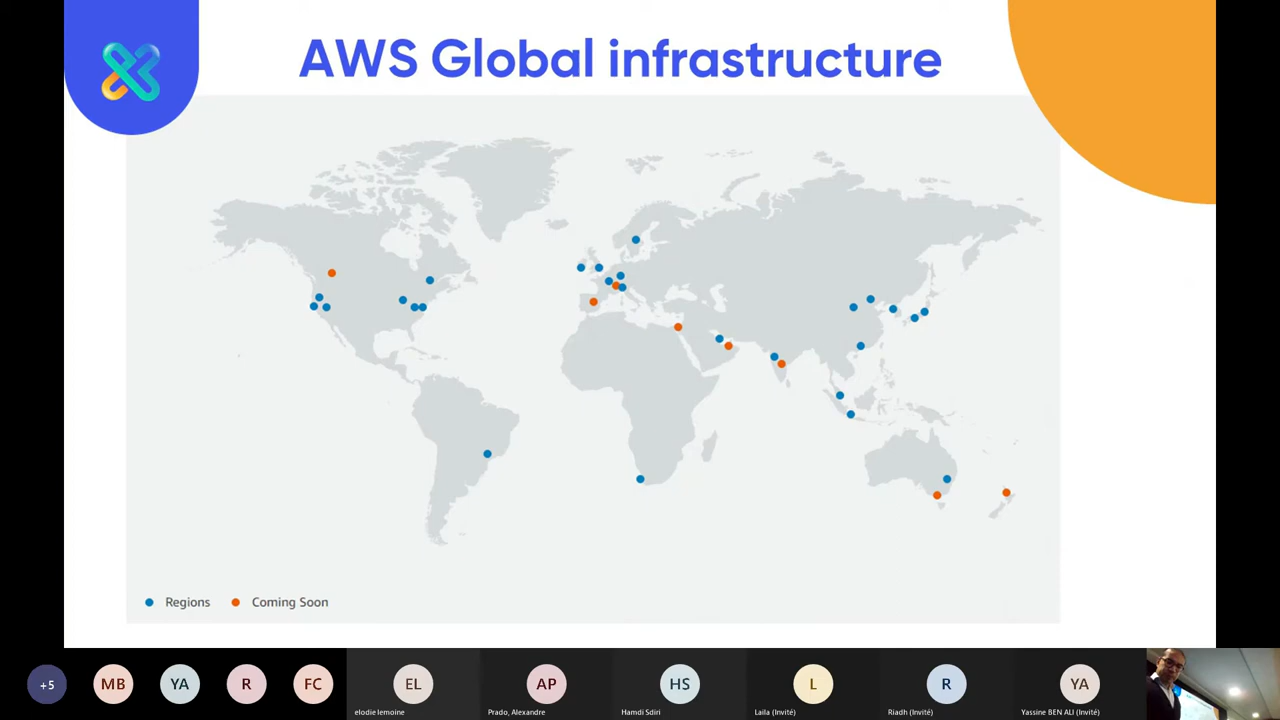 AWS Global infrastructure
Regions
Coming Soon
+5
MB
YA
R
FC
EL
AP
HS
L
R
YA
elodie lemoine
Prado, Alexandre
Hamdi Sdiri
Laila (Invité)
Riadh (Invité)
Yassine BEN ALI (Invité)